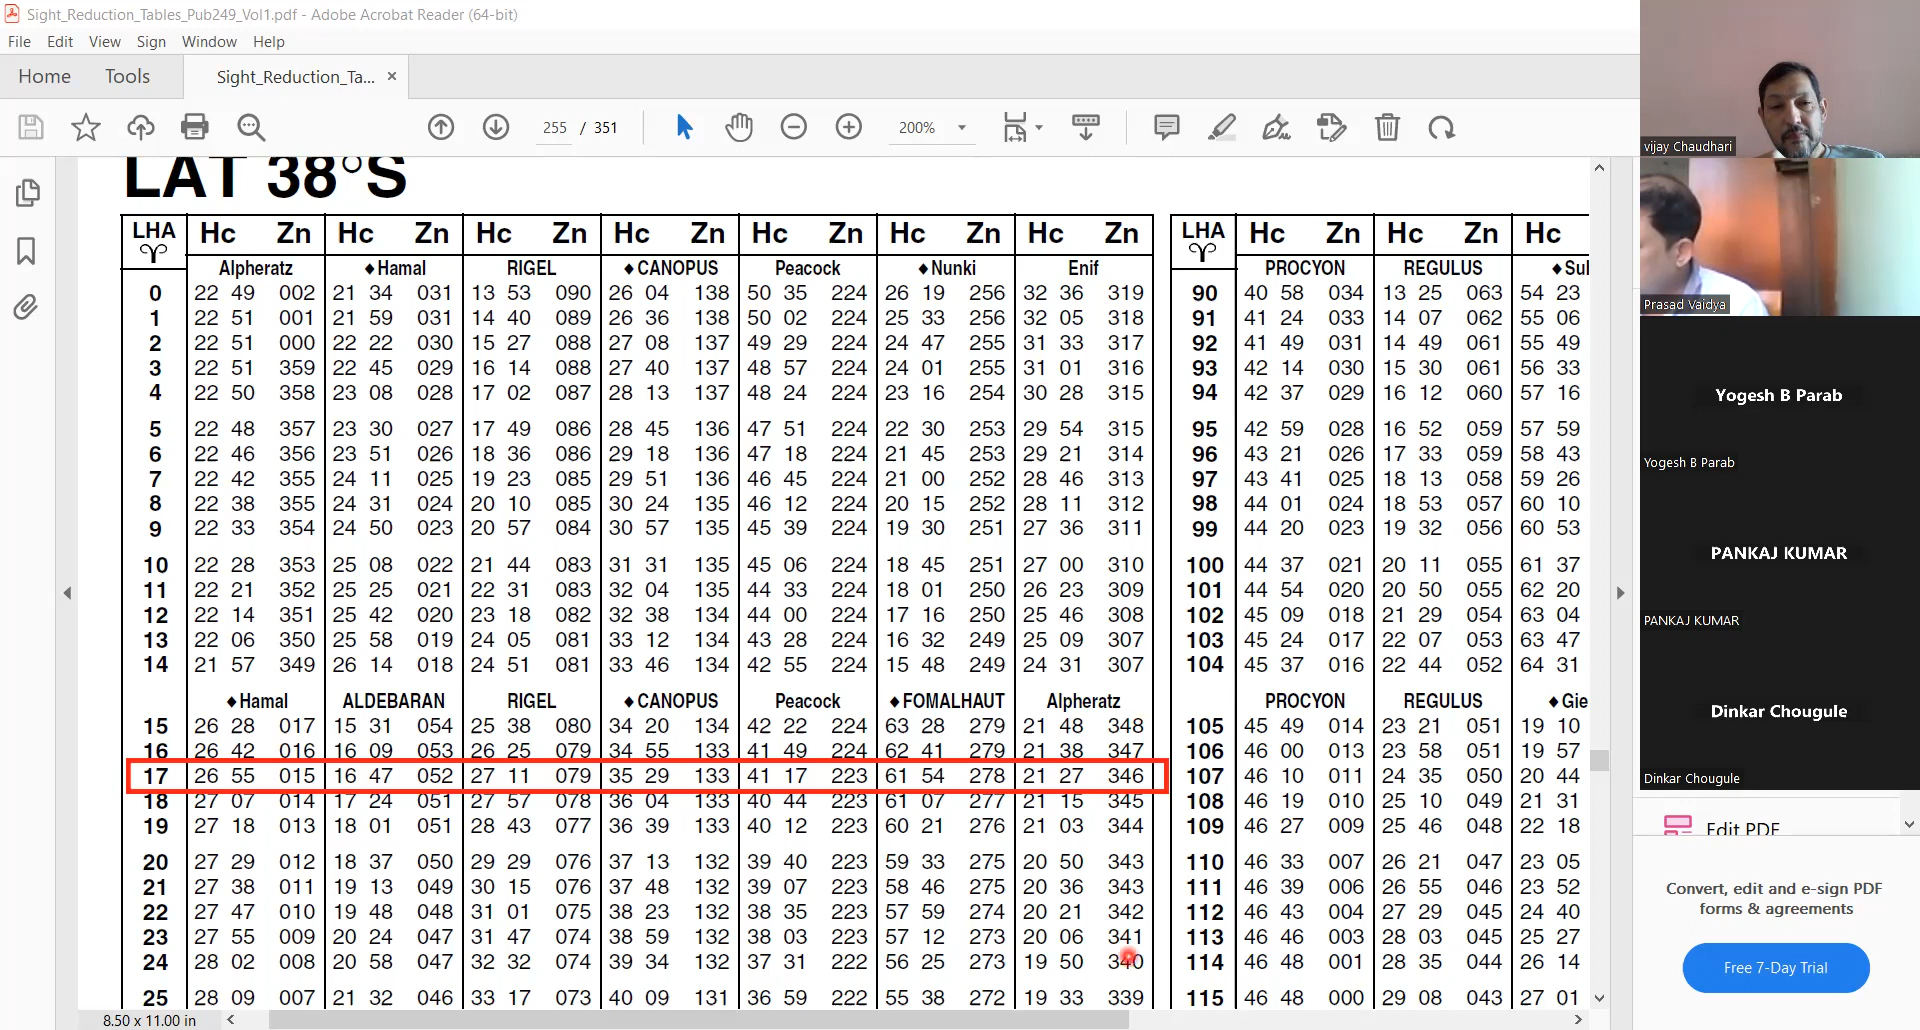 Sight_Reduction_Tables_Pub249_Vol1.pdf - Adobe Acrobat Reader (64-bit)
File Edit View Sign Window Help
Home Tools Sight_Reduction_Ta... ×
255 / 351 200%
LAT 38°S
LHA Hc Zn Hc Zn Hc Zn Hc Zn Hc Zn Hc Zn Hc Zn LHA Hc Zn Hc Zn Hc
♈ ♈
Alpheratz ♦Hamal RIGEL ♦CANOPUS Peacock ♦Nunki Enif PROCYON REGULUS ♦Su
0 22 49 002 21 34 031 13 53 090 26 04 138 50 35 224 26 19 256 32 36 319 90 40 58 034 13 25 063 54 23
1 22 51 001 21 59 031 14 40 089 26 36 138 50 02 224 25 33 256 32 05 318 91 41 24 033 14 07 062 55 06
2 22 51 000 22 22 030 15 27 088 27 08 137 49 29 224 24 47 255 31 33 317 92 41 49 031 14 49 061 55 49
3 22 51 359 22 45 029 16 14 088 27 40 137 48 57 224 24 01 255 31 01 316 93 42 14 030 15 30 061 56 33
4 22 50 358 23 08 028 17 02 087 28 13 137 48 24 224 23 16 254 30 28 315 94 42 37 029 16 12 060 57 16
5 22 48 357 23 30 027 17 49 086 28 45 136 47 51 224 22 30 253 29 54 315 95 42 59 028 16 52 059 57 59
6 22 46 356 23 51 026 18 36 086 29 18 136 47 18 224 21 45 253 29 21 314 96 43 21 026 17 33 059 58 43
7 22 42 355 24 11 025 19 23 085 29 51 136 46 45 224 21 00 252 28 46 313 97 43 41 025 18 13 058 59 26
8 22 38 355 24 31 024 20 10 085 30 24 135 46 12 224 20 15 252 28 11 312 98 44 01 024 18 53 057 60 10
9 22 33 354 24 50 023 20 57 084 30 57 135 45 39 224 19 30 251 27 36 311 99 44 20 023 19 32 056 60 53
10 22 28 353 25 08 022 21 44 083 31 31 135 45 06 224 18 45 251 27 00 310 100 44 37 021 20 11 055 61 37
11 22 21 352 25 25 021 22 31 083 32 04 135 44 33 224 18 01 250 26 23 309 101 44 54 020 20 50 055 62 20
12 22 14 351 25 42 020 23 18 082 32 38 134 44 00 224 17 16 250 25 46 308 102 45 09 018 21 29 054 63 04
13 22 06 350 25 58 019 24 05 081 33 12 134 43 28 224 16 32 249 25 09 307 103 45 24 017 22 07 053 63 47
14 21 57 349 26 14 018 24 51 081 33 46 134 42 55 224 15 48 249 24 31 307 104 45 37 016 22 44 052 64 31
♦Hamal ALDEBARAN RIGEL ♦CANOPUS Peacock ♦FOMALHAUT Alpheratz PROCYON REGULUS ♦Gie
15 26 28 017 15 31 054 25 38 080 34 20 134 42 22 224 63 28 279 21 48 348 105 45 49 014 23 21 051 19 10
16 26 42 016 16 09 053 26 25 079 34 55 133 41 49 224 62 41 279 21 38 347 106 46 00 013 23 58 051 19 57
17 26 55 015 16 47 052 27 11 079 35 29 133 41 17 223 61 54 278 21 27 346 107 46 10 011 24 35 050 20 44
18 27 07 014 17 24 051 27 57 078 36 04 133 40 44 223 61 07 277 21 15 345 108 46 19 010 25 10 049 21 31
19 27 18 013 18 01 051 28 43 077 36 39 133 40 12 223 60 21 276 21 03 344 109 46 27 009 25 46 048 22 18
20 27 29 012 18 37 050 29 29 076 37 13 132 39 40 223 59 33 275 20 50 343 110 46 33 007 26 21 047 23 05
21 27 38 011 19 13 049 30 15 076 37 48 132 39 07 223 58 46 275 20 36 343 111 46 39 006 26 55 046 23 52
22 27 47 010 19 48 048 31 01 075 38 23 132 38 35 223 57 59 274 20 21 342 112 46 43 004 27 29 045 24 40
23 27 55 009 20 24 047 31 47 074 38 59 132 38 03 223 57 12 273 20 06 341 113 46 46 003 28 03 045 25 27
24 28 02 008 20 58 047 32 32 074 39 34 132 37 31 222 56 25 273 19 50 340 114 46 48 001 28 35 044 26 14
25 28 09 007 21 32 046 33 17 073 40 09 131 36 59 222 55 38 272 19 33 339 115 46 48 000 29 08 043 27 01
8.50 x 11.00 in
vijay Chaudhari
Prasad Vaidya
Yogesh B Parab
Yogesh B Parab
PANKAJ KUMAR
PANKAJ KUMAR
Dinkar Chougule
Dinkar Chougule
Edit PDF
Convert, edit and e-sign PDF
forms & agreements
Free 7-Day Trial